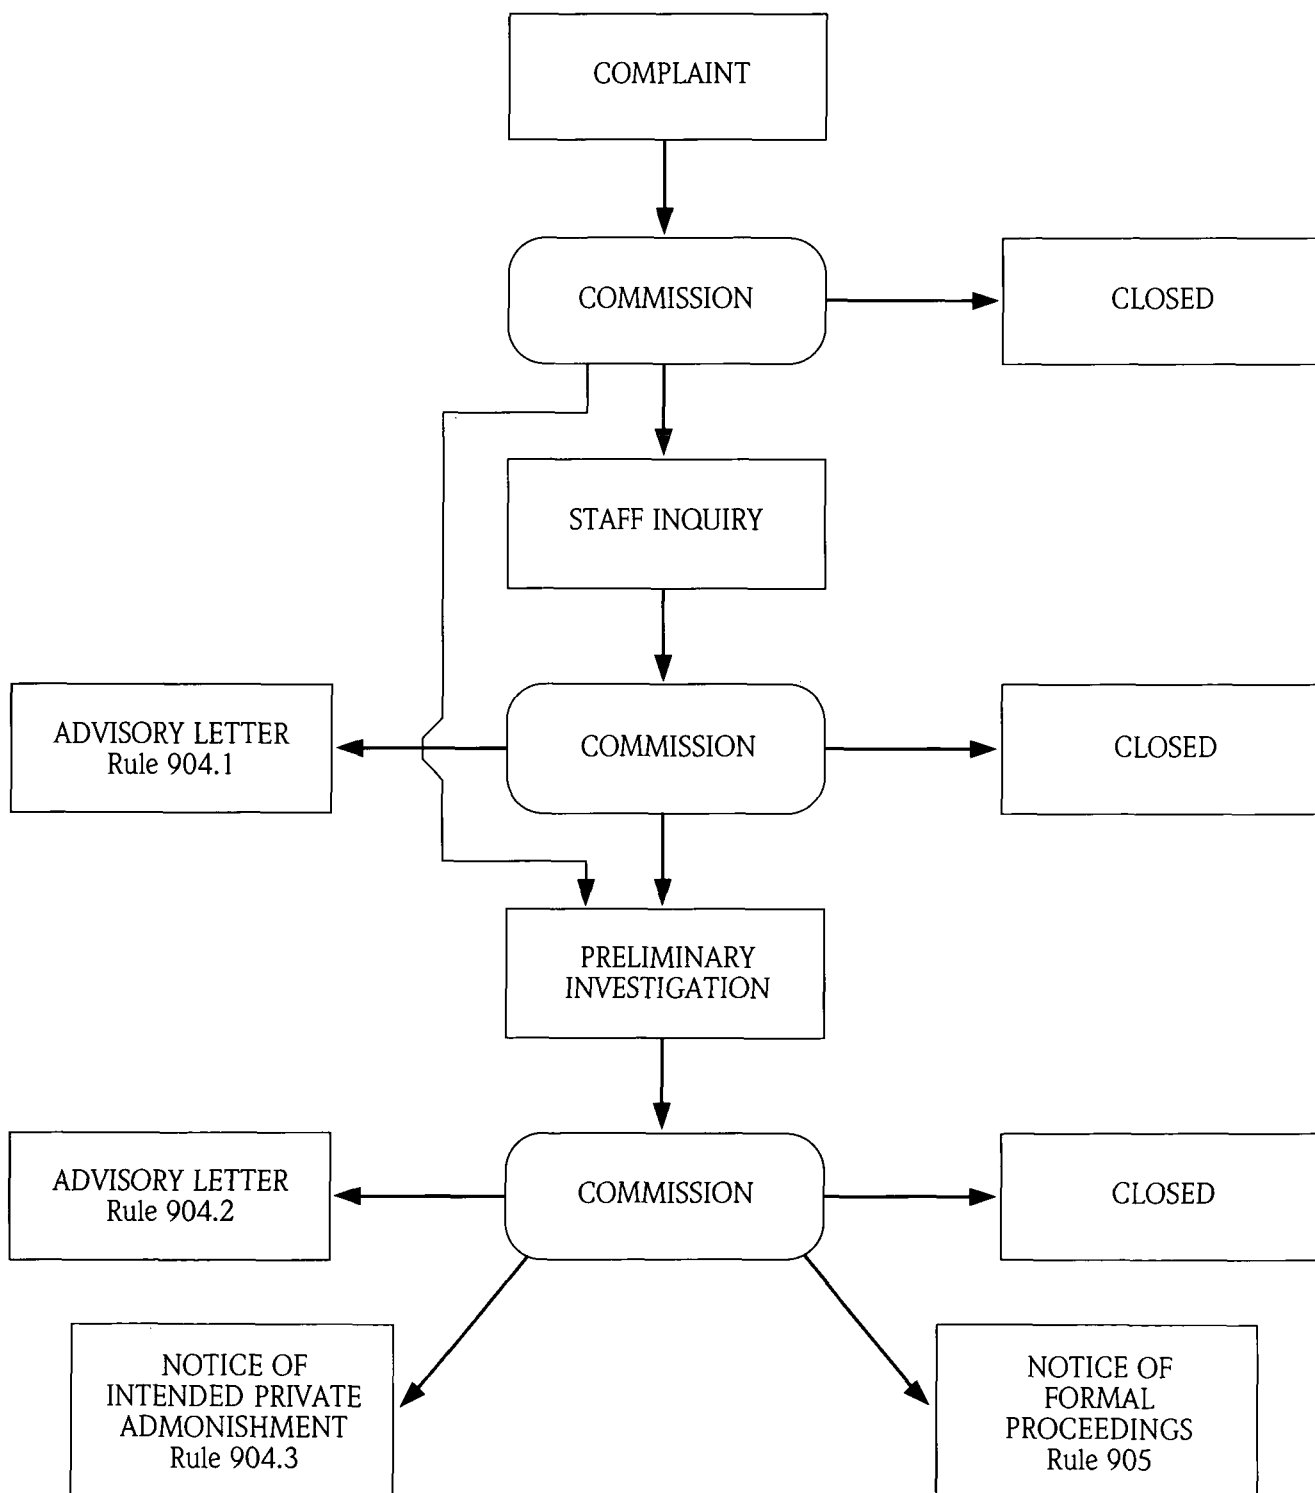 COMPLAINT
COMMISSION
CLOSED
STAFF INQUIRY
ADVISORY LETTER
Rule 904.1
COMMISSION
CLOSED
PRELIMINARY
INVESTIGATION
ADVISORY LETTER
Rule 904.2
COMMISSION
CLOSED
NOTICE OF
INTENDED PRIVATE
ADMONISHMENT
Rule 904.3
NOTICE OF
FORMAL
PROCEEDINGS
Rule 905